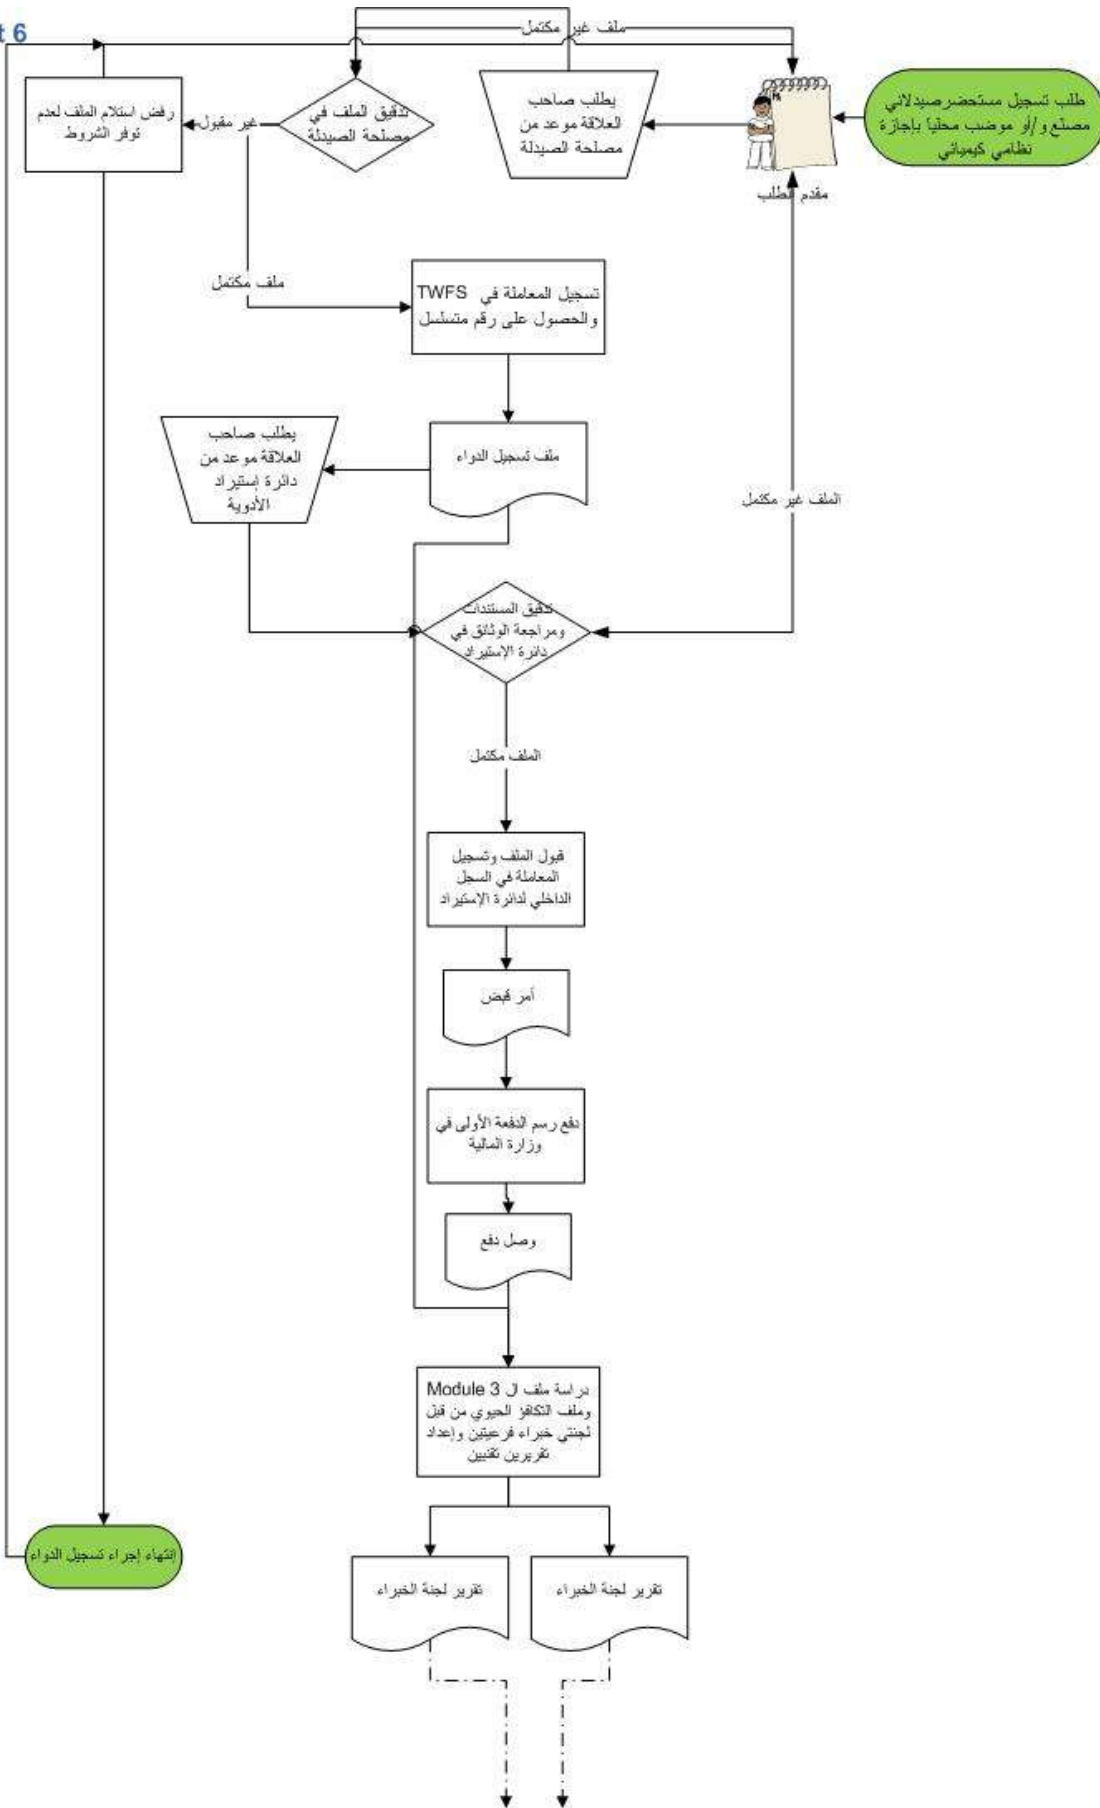 t 6
ملف غير مكتمل
طلب تسجيل مستحضر صيدلاني
مصنع و/أو موضب محليا بإجازة
نظامي كيميائي
مقدم الطلب
يطلب صاحب
العلاقة موعد من
مصلحة الصيدلة
تدقيق الملف في
مصلحة الصيدلة
غير مقبول
رفض استلام الملف لعدم
توفر الشروط
ملف مكتمل
تسجيل المعاملة في TWFS
والحصول على رقم متسلسل
ملف تسجيل الدواء
يطلب صاحب
العلاقة موعد من
دائرة إستيراد
الأدوية
الملف غير مكتمل
تدقيق المستندات
ومراجعة الوثائق في
دائرة الإستيراد
الملف مكتمل
قبول الملف وتسجيل
المعاملة في السجل
الداخلي لدائرة الإستيراد
أمر قبض
دفع رسم الدفعة الأولى في
وزارة المالية
وصل دفع
دراسة ملف ال Module 3
وملف التكافؤ الحيوي من قبل
لجنتي خبراء فرعيتين وإعداد
تقريرين تقنيين
إنتهاء إجراء تسجيل الدواء
تقرير لجنة الخبراء
تقرير لجنة الخبراء